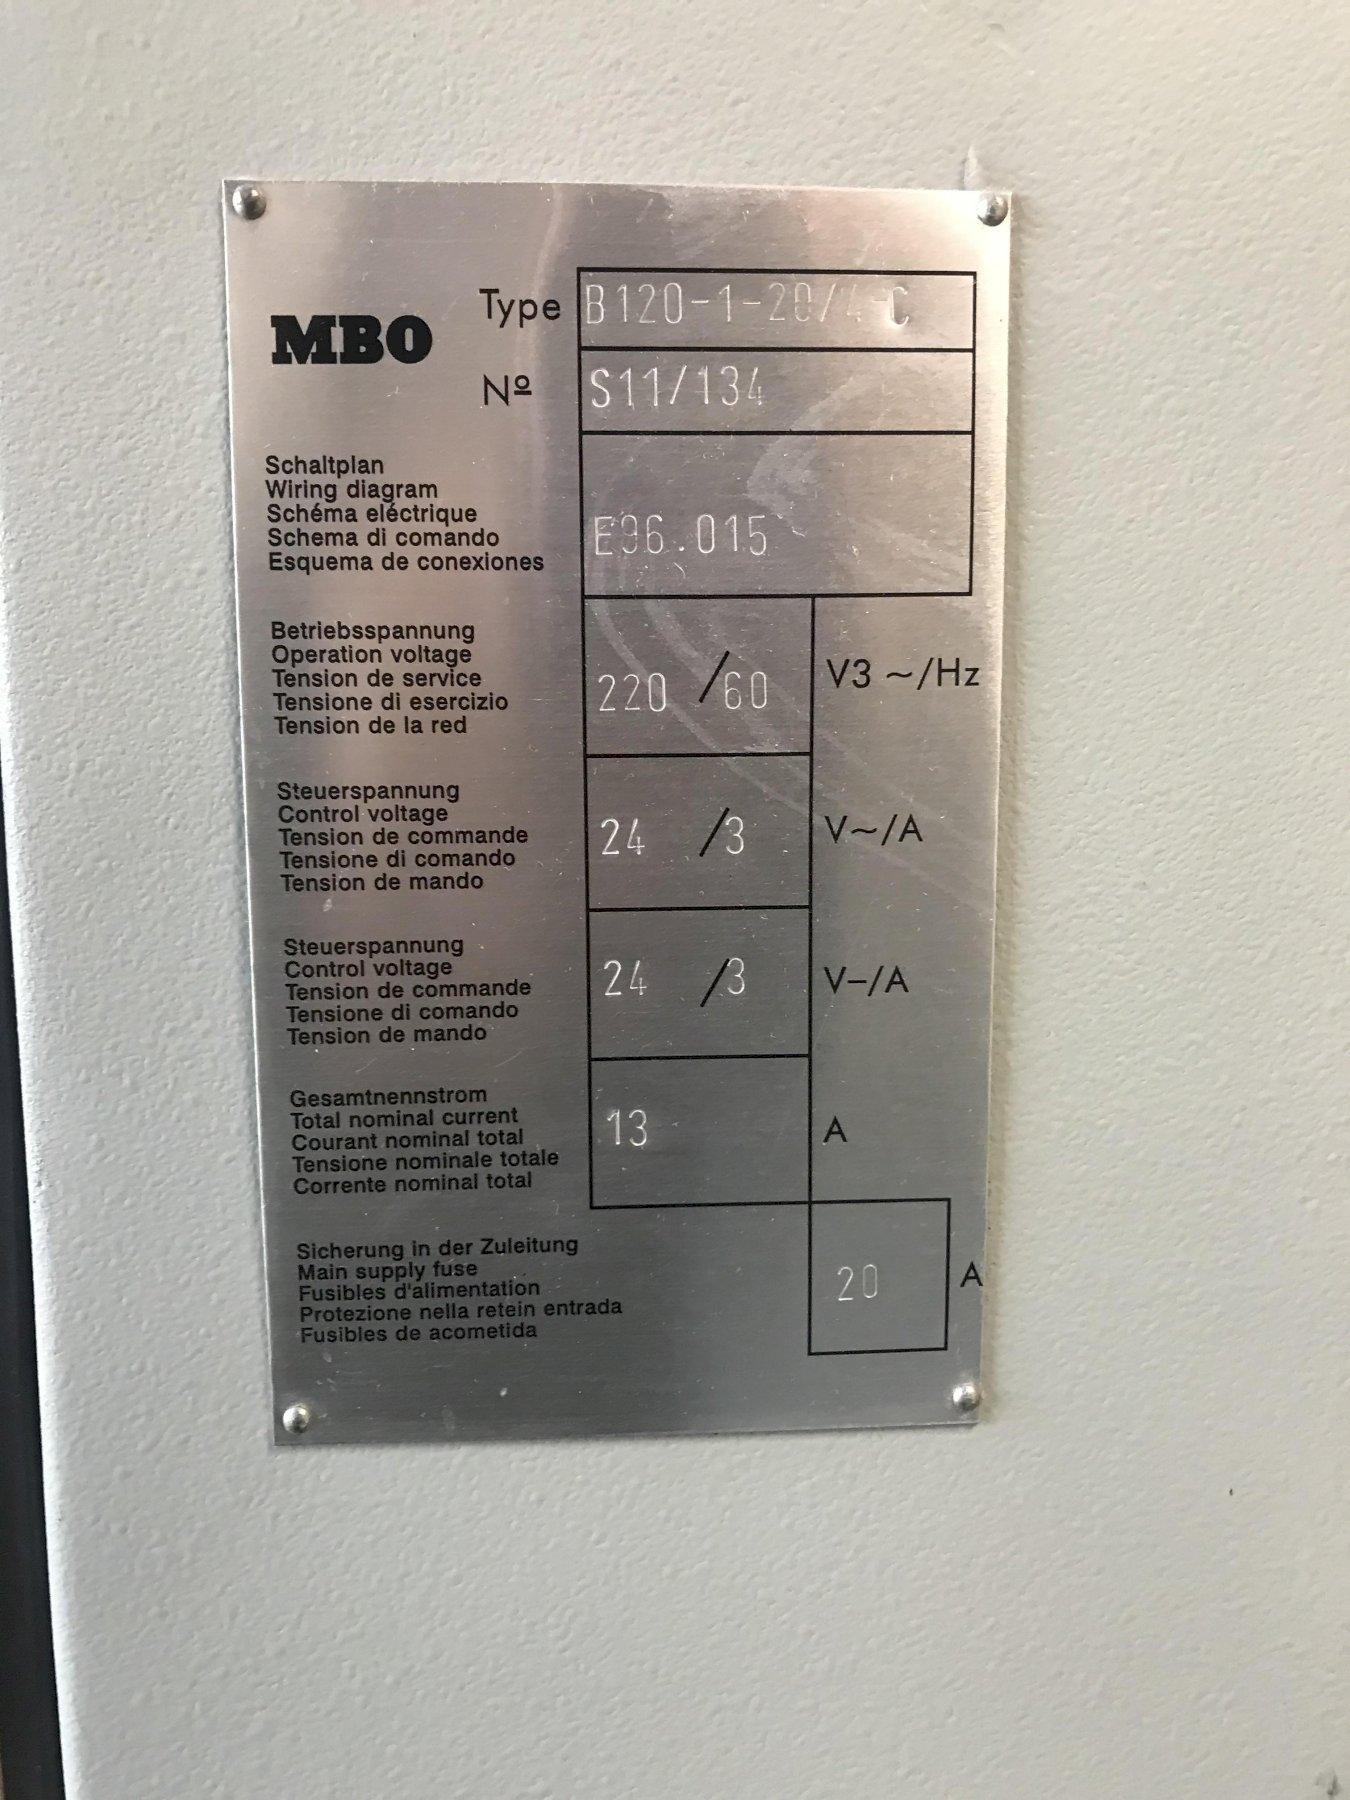 MBO
Type B120-1-20/4-C
Nº S11/134
Schaltplan
Wiring diagram
Schéma eléctrique
Schema di comando
Esquema de conexiones
E96.015
Betriebsspannung
Operation voltage
Tension de service
Tensione di esercizio
Tension de la red
220 /60 V3 ~/Hz
Steuerspannung
Control voltage
Tension de commande
Tensione di comando
Tension de mando
24 /3 V~/A
Steuerspannung
Control voltage
Tension de commande
Tensione di comando
Tension de mando
24 /3 V–/A
Gesamtnennstrom
Total nominal current
Courant nominal total
Tensione nominale totale
Corrente nominal total
13 A
Sicherung in der Zuleitung
Main supply fuse
Fusibles d'alimentation
Protezione nella retein entrada
Fusibles de acometida
20 A